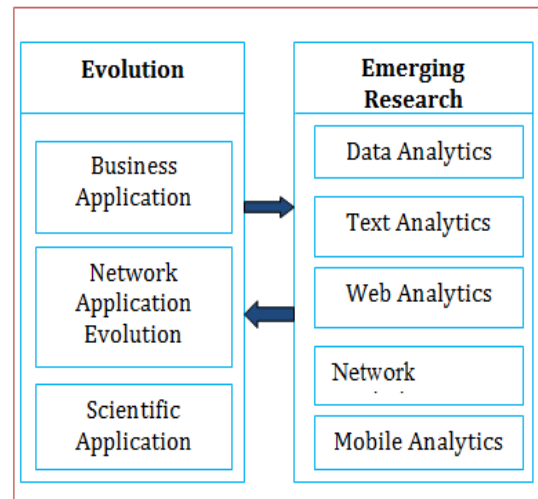 Evolution
Business
Application
Network
Application
Evolution
Scientific
Application
Emerging
Research
Data Analytics
Text Analytics
Web Analytics
Network
Mobile Analytics